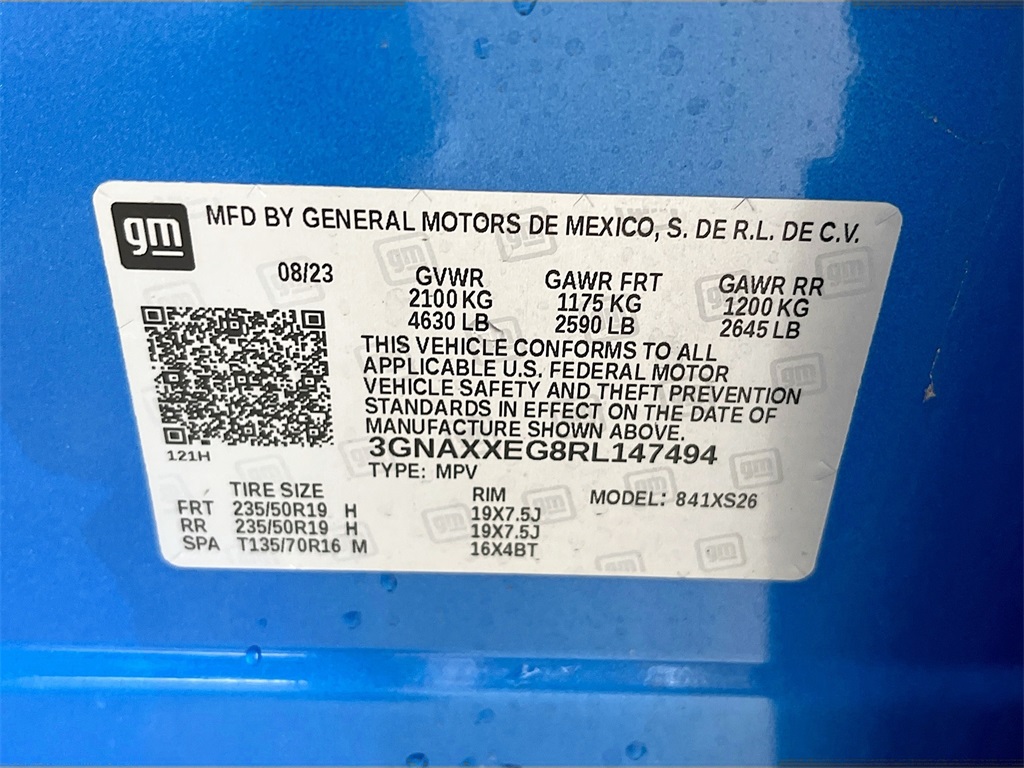 gm MFD BY GENERAL MOTORS DE MEXICO, S. DE R.L. DE C.V.
08/23 GVWR GAWR FRT GAWR RR
2100 KG 1175 KG 1200 KG
4630 LB 2590 LB 2645 LB
THIS VEHICLE CONFORMS TO ALL
APPLICABLE U.S. FEDERAL MOTOR
VEHICLE SAFETY AND THEFT PREVENTION
STANDARDS IN EFFECT ON THE DATE OF
MANUFACTURE SHOWN ABOVE.
121H 3GNAXXEG8RL147494
TYPE: MPV
TIRE SIZE RIM MODEL: 841XS26
FRT 235/50R19 H 19X7.5J
RR 235/50R19 H 19X7.5J
SPA T135/70R16 M 16X4BT